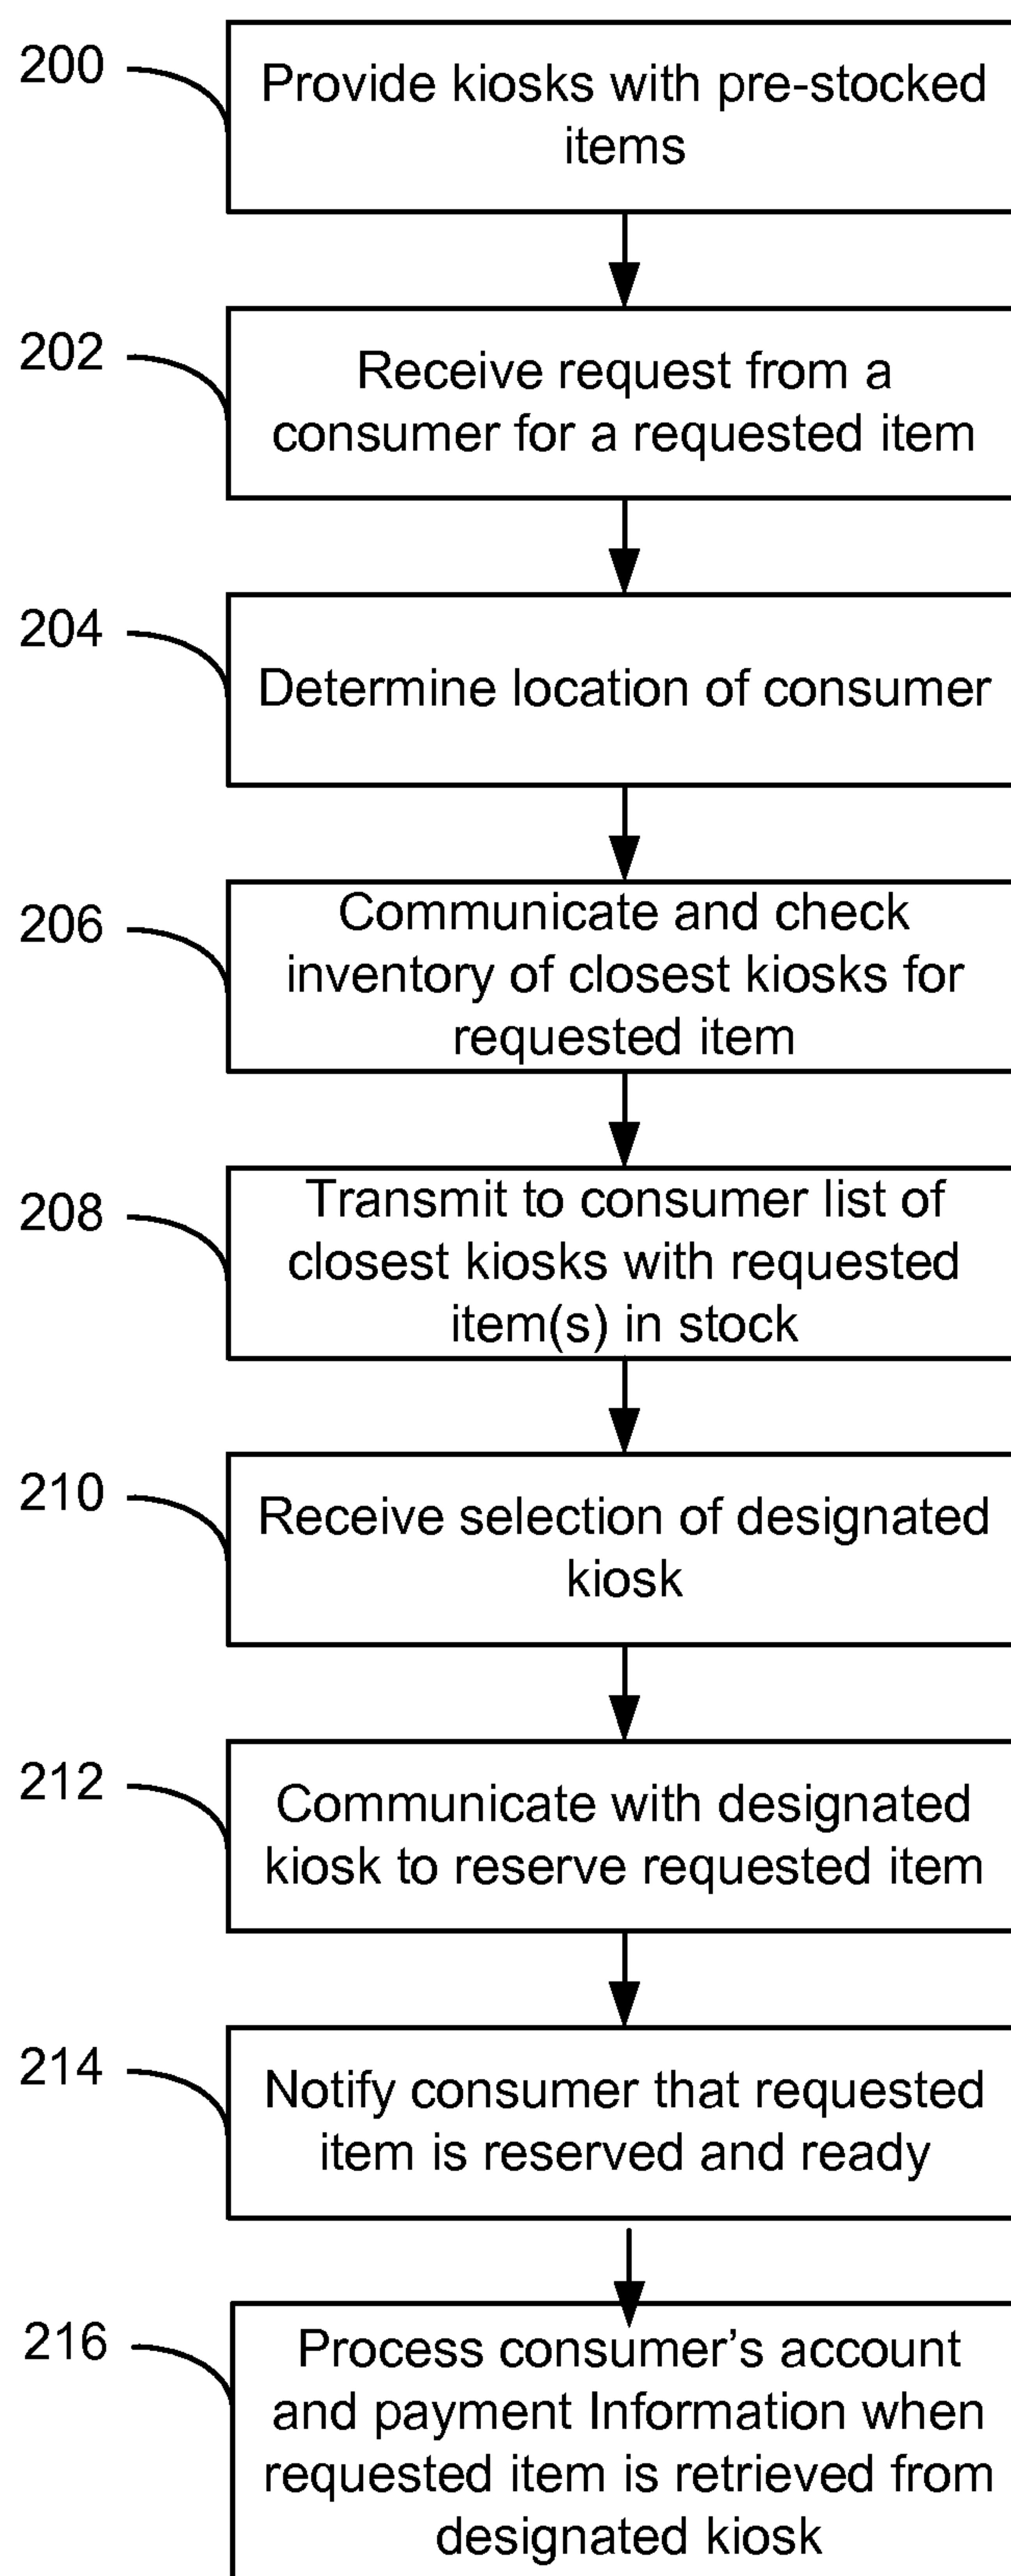 200
Provide kiosks with pre-stocked
items
202
Receive request from a
consumer for a requested item
204
Determine location of consumer
206
Communicate and check
inventory of closest kiosks for
requested item
208
Transmit to consumer list of
closest kiosks with requested
item(s) in stock
210
Receive selection of designated
kiosk
212
Communicate with designated
kiosk to reserve requested item
214
Notify consumer that requested
item is reserved and ready
216
Process consumer’s account
and payment Information when
requested item is retrieved from
designated kiosk